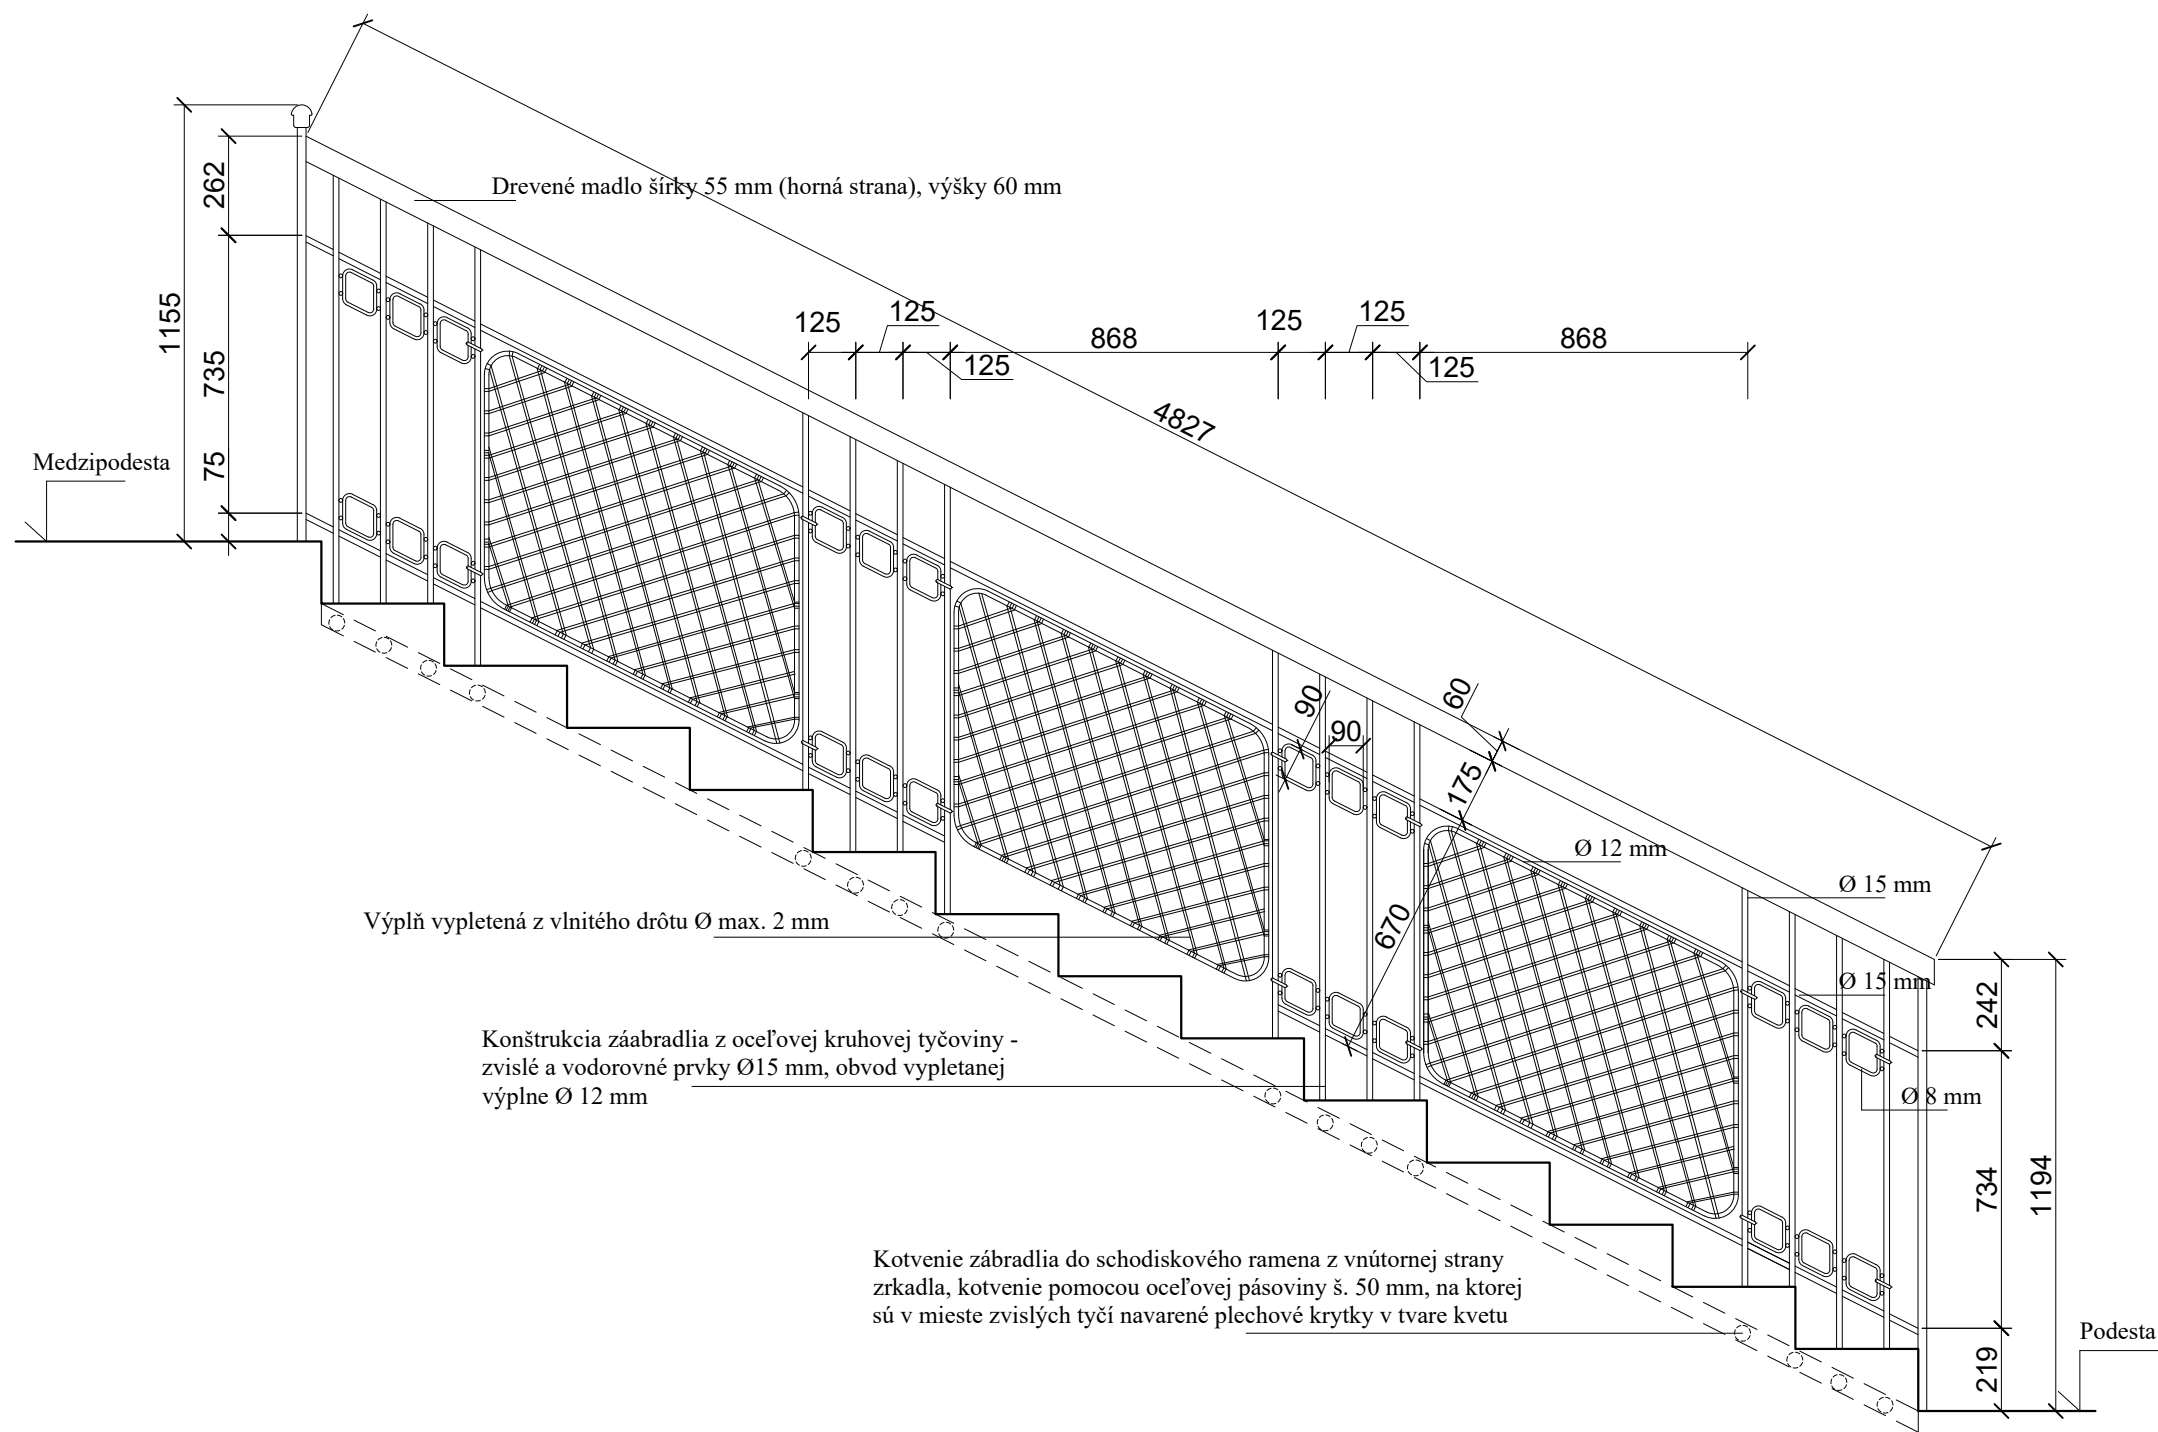 Drevené madlo šírky 55 mm (horná strana), výšky 60 mm
262
1155
735
75
Medzipodesta
125
125
125
868
125
125
125
868
4827
90
90
60
175
670
Ø 12 mm
Ø 15 mm
Ø 15 mm
Ø 8 mm
242
734
1194
219
Podesta
Výplň vypletená z vlnitého drôtu Ø max. 2 mm
Konštrukcia záabradlia z oceľovej kruhovej tyčoviny -
zvislé a vodorovné prvky Ø15 mm, obvod vypletanej
výplne Ø 12 mm
Kotvenie zábradlia do schodiskového ramena z vnútornej strany
zrkadla, kotvenie pomocou oceľovej pásoviny š. 50 mm, na ktorej
sú v mieste zvislých tyčí navarené plechové krytky v tvare kvetu